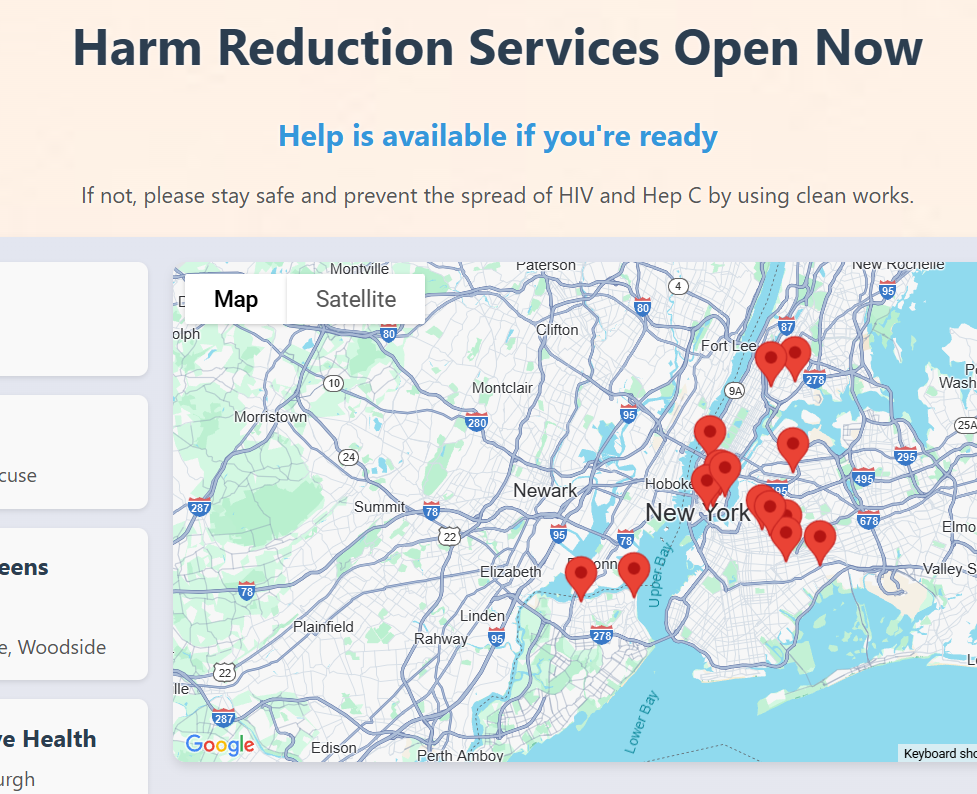 Harm Reduction Services Open Now
Help is available if you're ready
If not, please stay safe and prevent the spread of HIV and Hep C by using clean works.
cuse
eens
e, Woodside
ve Health
urgh
Map
Satellite
Montville
Paterson
New Rochelle
4
95
80
87
80
olph
Clifton
Fort Lee
278
Wash
10
Montclair
9A
Morristown
280
95
25A
24
295
Newark
Hoboke
495
495
287
Summit
78
New York
678
22
95
78
Elmo
Elizabeth
onn
Upper Bay
Valley S
78
Linden
Plainfield
Rahway
95
278
22
lle
287
Lower Bay
Google
Edison
Perth Amboy
Keyboard sho